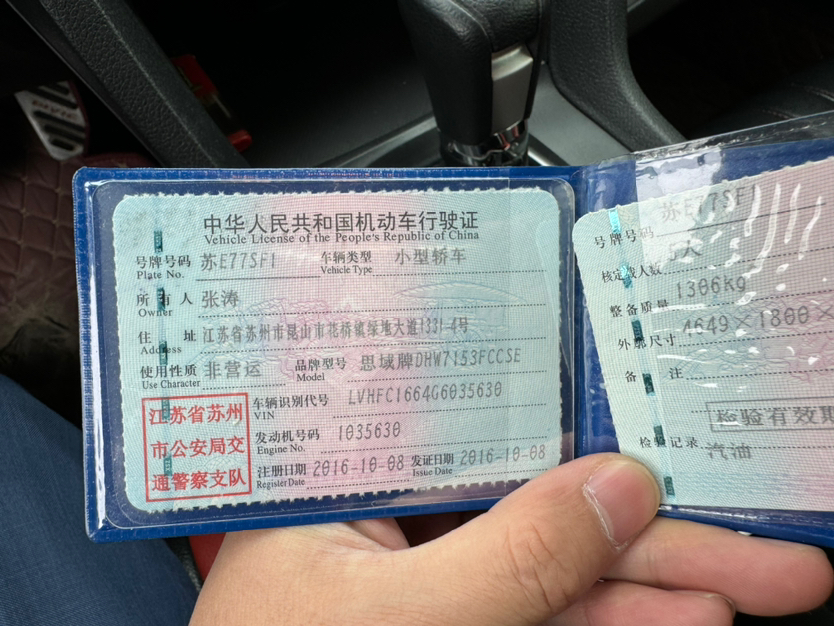 中华人民共和国机动车行驶证
Vehicle License of the People's Republic of China
号牌号码 苏E77SF1 车辆类型 小型轿车
Plate No. Vehicle Type
所有人 张涛
Owner
住址 江苏省苏州市昆山市花桥镇绿地大道1331-4号
Address
使用性质 非营运 品牌型号 思域牌DHW7153FCCSE
Use Character Model
江苏省苏州
市公安局交
通警察支队
车辆识别代号 LVHFC1664G6035630
VIN
发动机号码 1035630
Engine No.
注册日期 2016-10-08 发证日期 2016-10-08
Register Date Issue Date
号牌号码 苏E77SF1
核定载人数 5人
整备质量 1306Kg
外廓尺寸 4649×1800×
备注
检验有效期
检验记录 汽油
CIVIC